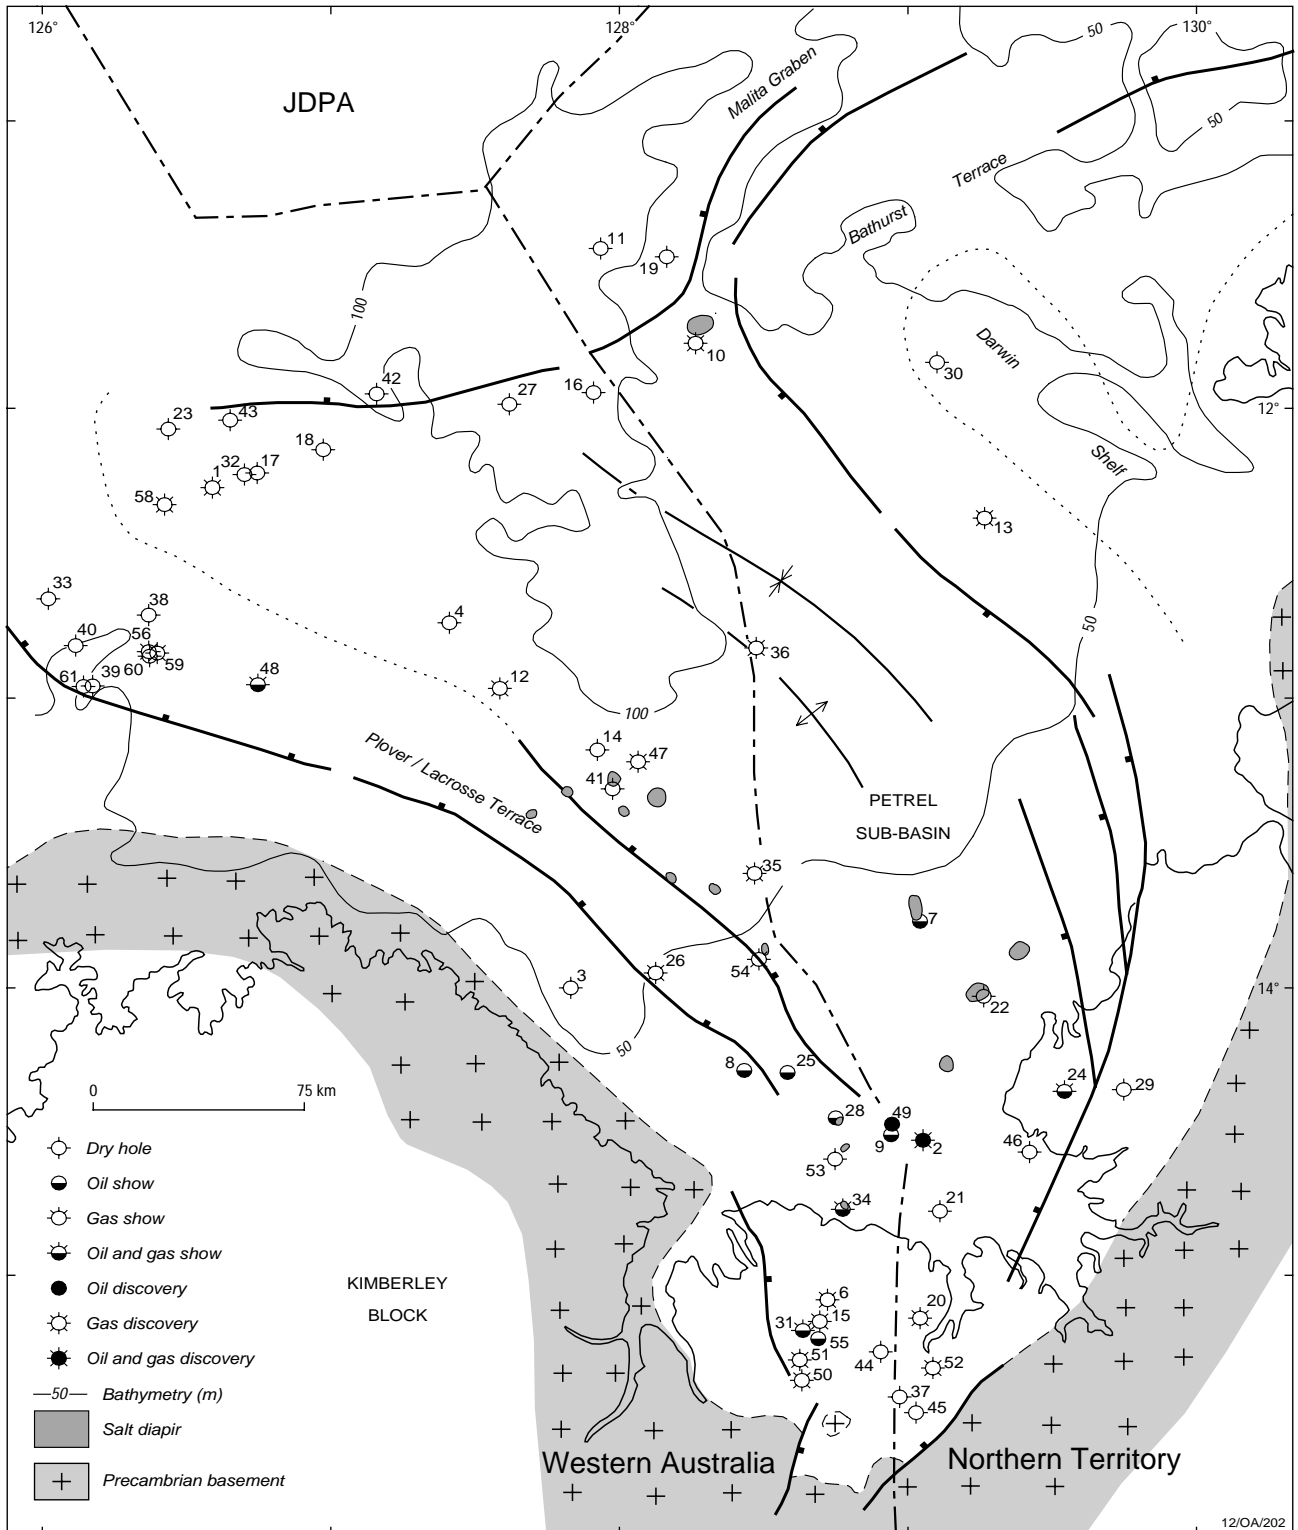 126°
128°
130°
50
JDPA
Malita Graben
50
Terrace
Bathurst
11
19
100
10
Darwin
30
42
27
16
12°
23
43
18
Shelf
32
17
1
58
13
33
38
4
50
40
56
36
60
59
48
61
39
12
100
14
47
Plover / Lacrosse Terrace
41
PETREL
SUB-BASIN
35
7
54
26
3
14°
22
50
8
25
24
29
0
75 km
28
49
9
2
46
53
34
21
Dry hole
Oil show
Gas show
Oil and gas show
Oil discovery
Gas discovery
Oil and gas discovery
50 Bathymetry (m)
Salt diapir
Precambrian basement
KIMBERLEY
BLOCK
6
15
20
31
55
51
44
52
50
37
45
Western Australia
Northern Territory
12/OA/202